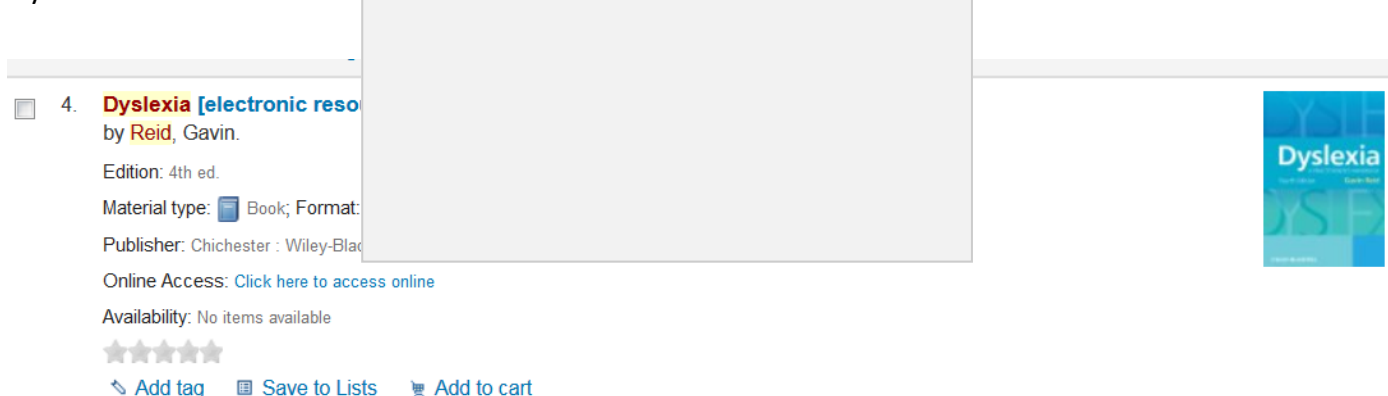 4. Dyslexia [electronic reso
by Reid, Gavin.
Edition: 4th ed.
Material type: Book; Format:
Publisher: Chichester : Wiley-Blac
Online Access: Click here to access online
Availability: No items available
Add tag Save to Lists Add to cart
Dyslexia